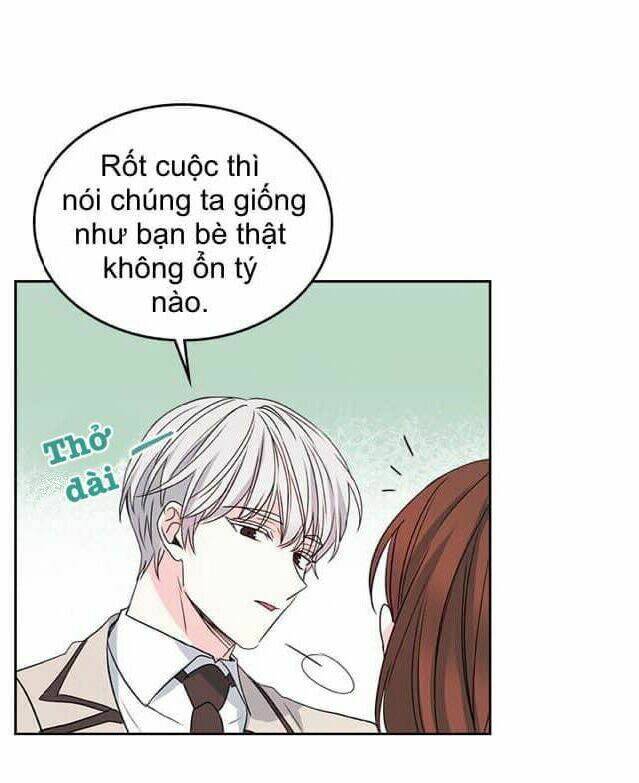 Rốt cuộc thì
nói chúng ta giống
như bạn bè thật
không ổn tý
nào.
Thở
dài